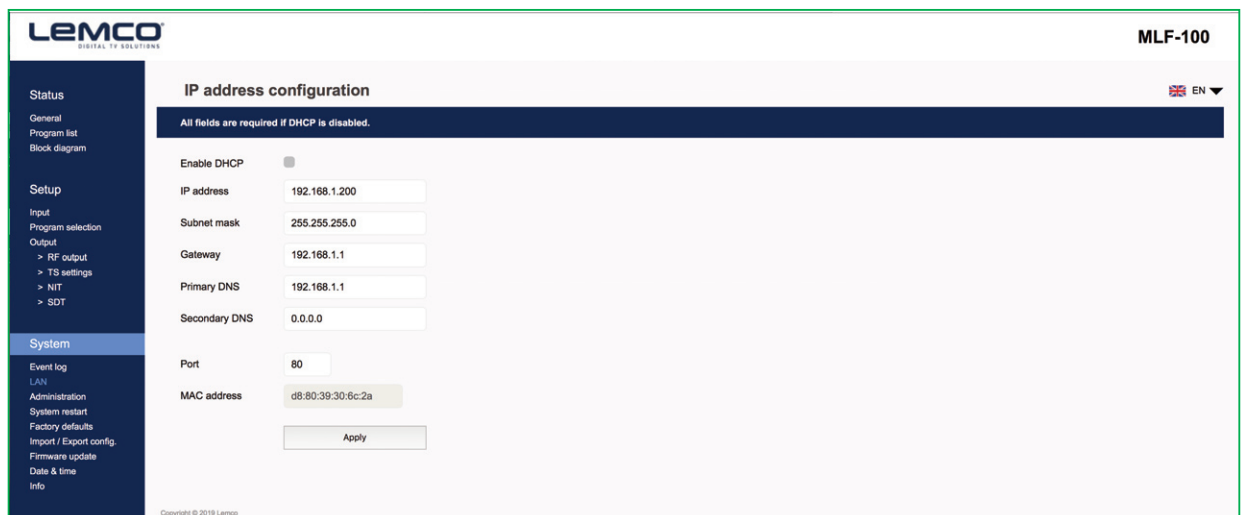 LEMCO
DIGITAL TV SOLUTIONS
MLF-100
Status
General
Program list
Block diagram
Setup
Input
Program selection
Output
> RF output
> TS settings
> NIT
> SDT
System
Event log
LAN
Administration
System restart
Factory defaults
Import / Export config.
Firmware update
Date & time
Info
IP address configuration
EN
All fields are required if DHCP is disabled.
Enable DHCP
IP address 192.168.1.200
Subnet mask 255.255.255.0
Gateway 192.168.1.1
Primary DNS 192.168.1.1
Secondary DNS 0.0.0.0
Port 80
MAC address d8:80:39:30:6c:2a
Apply
Copyright © 2019 Lemco